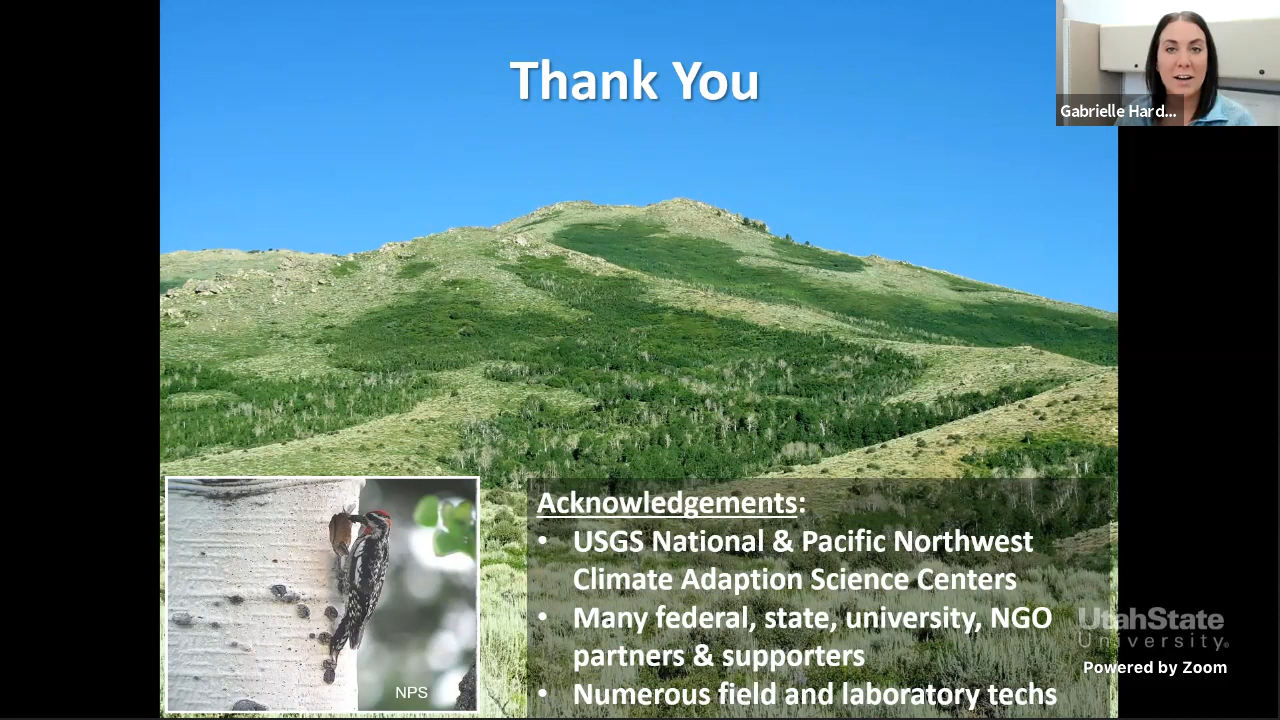 Thank You
Gabrielle Hard...
Acknowledgements:
• USGS National & Pacific Northwest
Climate Adaption Science Centers
• Many federal, state, university, NGO
partners & supporters
• Numerous field and laboratory techs
NPS
UtahState
University®
Powered by Zoom